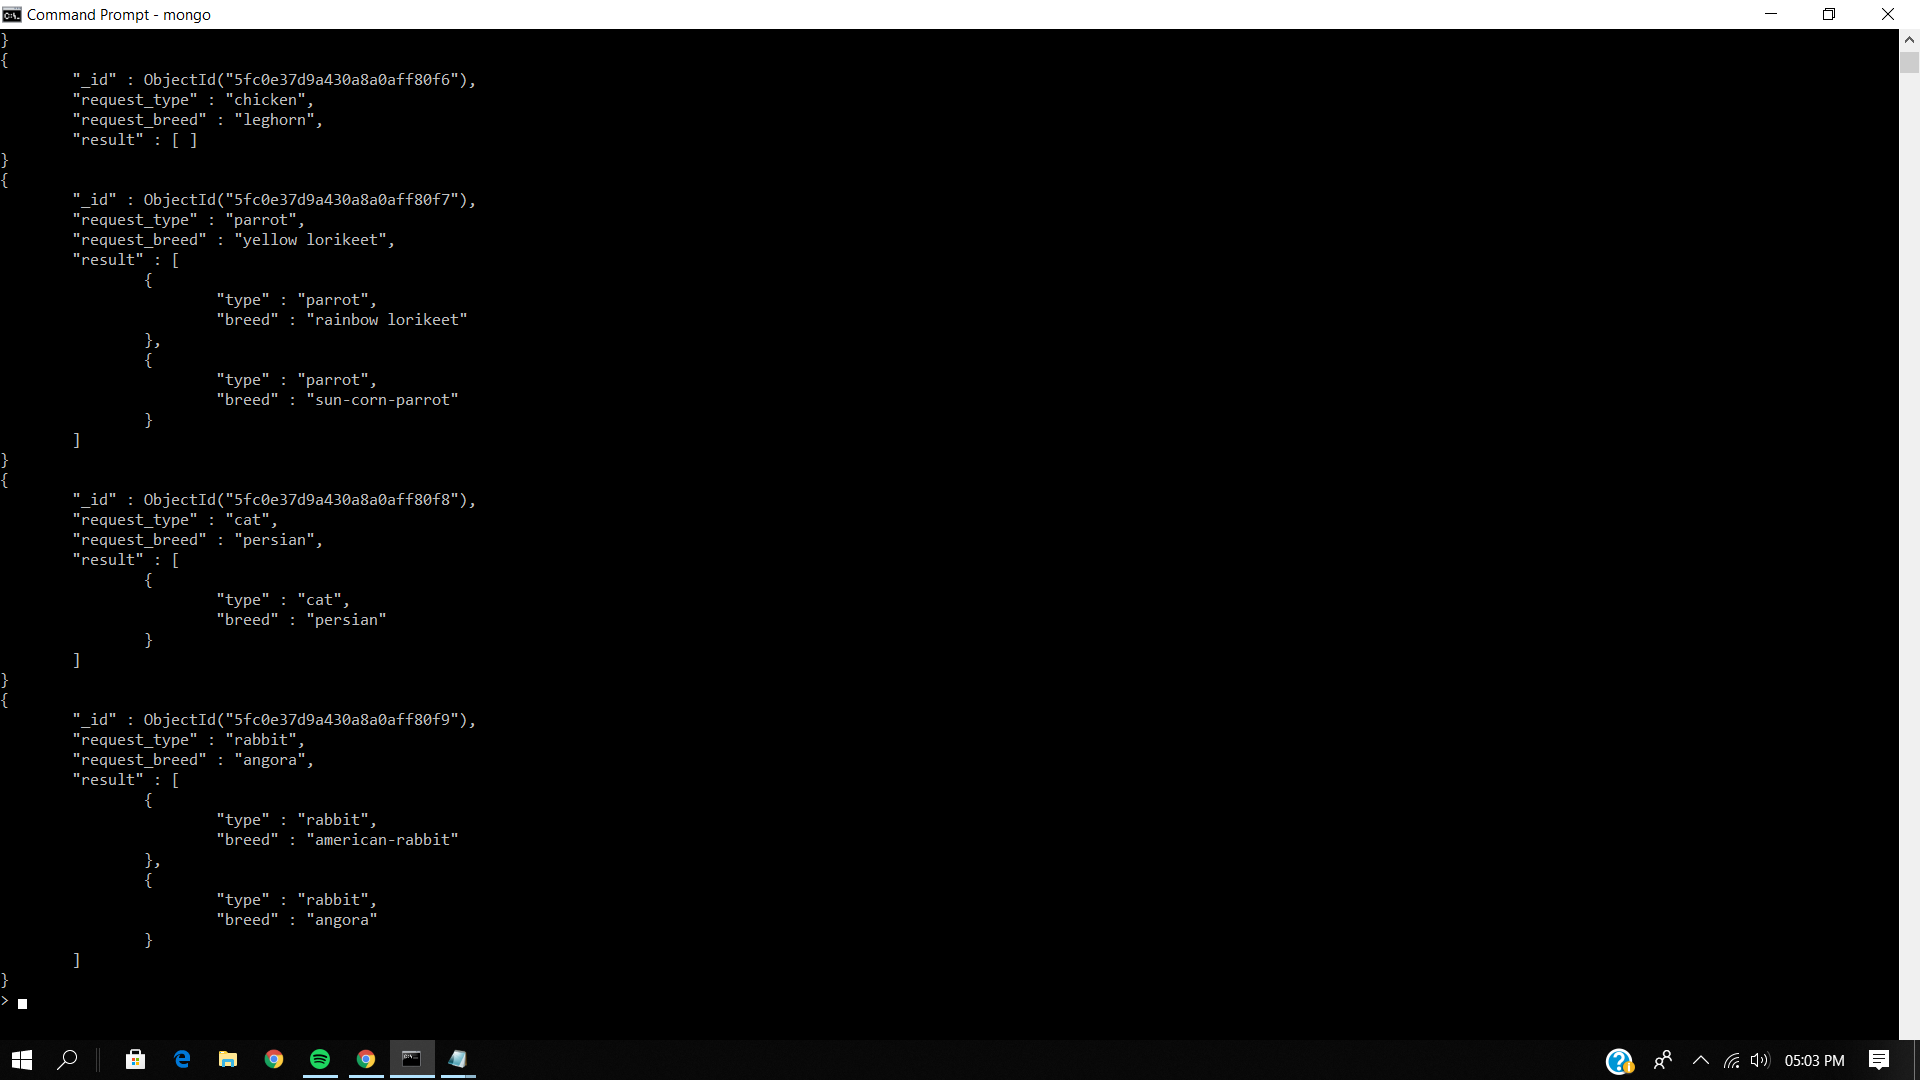 Command Prompt - mongo
}
{
"_id" : ObjectId("5fc0e37d9a430a8a0aff80f6"),
"request_type" : "chicken",
"request_breed" : "leghorn",
"result" : [ ]
}
{
"_id" : ObjectId("5fc0e37d9a430a8a0aff80f7"),
"request_type" : "parrot",
"request_breed" : "yellow lorikeet",
"result" : [
{
"type" : "parrot",
"breed" : "rainbow lorikeet"
},
{
"type" : "parrot",
"breed" : "sun-corn-parrot"
}
]
}
{
"_id" : ObjectId("5fc0e37d9a430a8a0aff80f8"),
"request_type" : "cat",
"request_breed" : "persian",
"result" : [
{
"type" : "cat",
"breed" : "persian"
}
]
}
{
"_id" : ObjectId("5fc0e37d9a430a8a0aff80f9"),
"request_type" : "rabbit",
"request_breed" : "angora",
"result" : [
{
"type" : "rabbit",
"breed" : "american-rabbit"
},
{
"type" : "rabbit",
"breed" : "angora"
}
]
}
>
05:03 PM